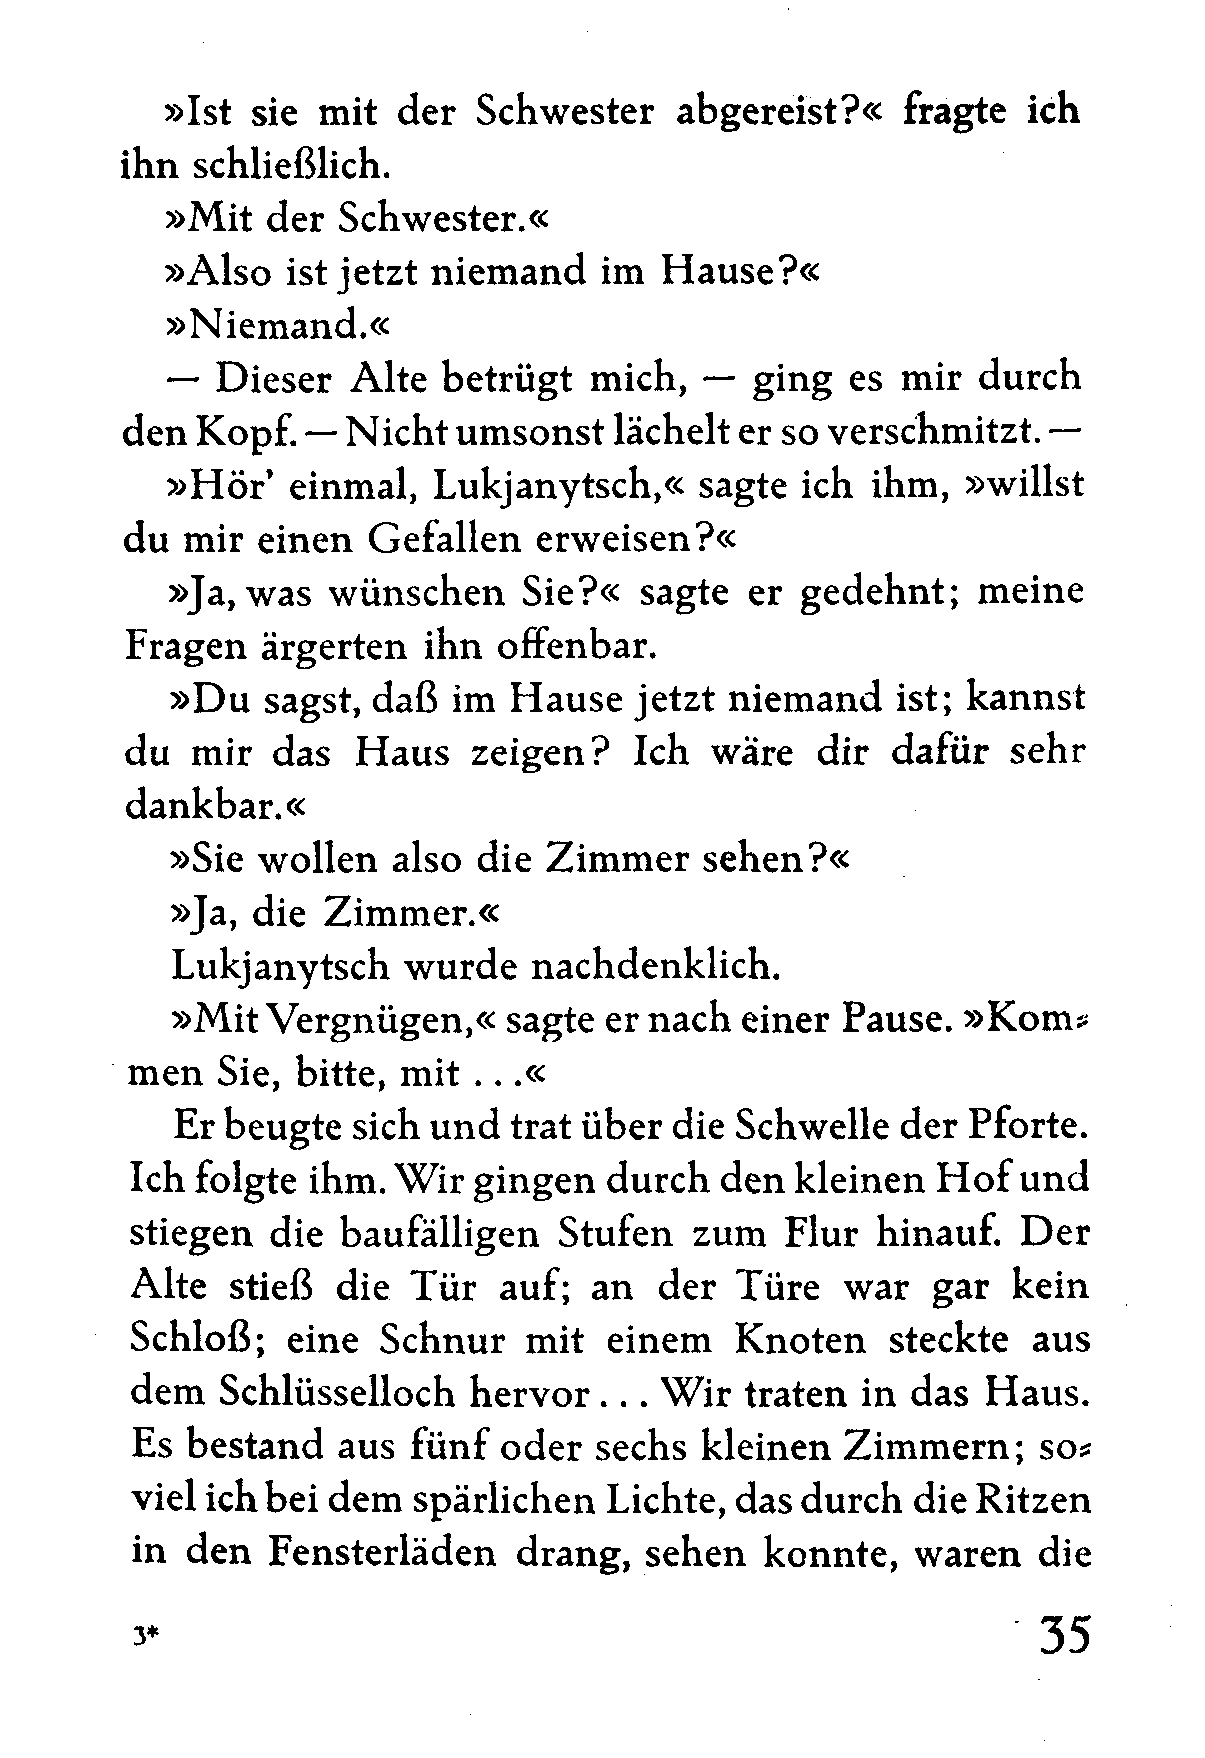 »Ist sie mit der Schwester abgereist?« fragte ich
ihn schließlich.
»Mit der Schwester.«
»Also ist jetzt niemand im Hause?«
»Niemand.«
— Dieser Alte betrügt mich, — ging es mir durch
den Kopf. — Nicht umsonst lächelt er so verschmitzt. —
»Hör’ einmal, Lukjanytsch,« sagte ich ihm, »willst
du mir einen Gefallen erweisen?«
»Ja, was wünschen Sie?« sagte er gedehnt; meine
Fragen ärgerten ihn offenbar.
»Du sagst, daß im Hause jetzt niemand ist; kannst
du mir das Haus zeigen? Ich wäre dir dafür sehr
dankbar.«
»Sie wollen also die Zimmer sehen?«
»Ja, die Zimmer.«
Lukjanytsch wurde nachdenklich.
»Mit Vergnügen,« sagte er nach einer Pause. »Kom⸗
men Sie, bitte, mit . . .«
Er beugte sich und trat über die Schwelle der Pforte.
Ich folgte ihm. Wir gingen durch den kleinen Hof und
stiegen die baufälligen Stufen zum Flur hinauf. Der
Alte stieß die Tür auf; an der Türe war gar kein
Schloß; eine Schnur mit einem Knoten steckte aus
dem Schlüsselloch hervor . . . Wir traten in das Haus.
Es bestand aus fünf oder sechs kleinen Zimmern; so⸗
viel ich bei dem spärlichen Lichte, das durch die Ritzen
in den Fensterläden drang, sehen konnte, waren die
3*
35